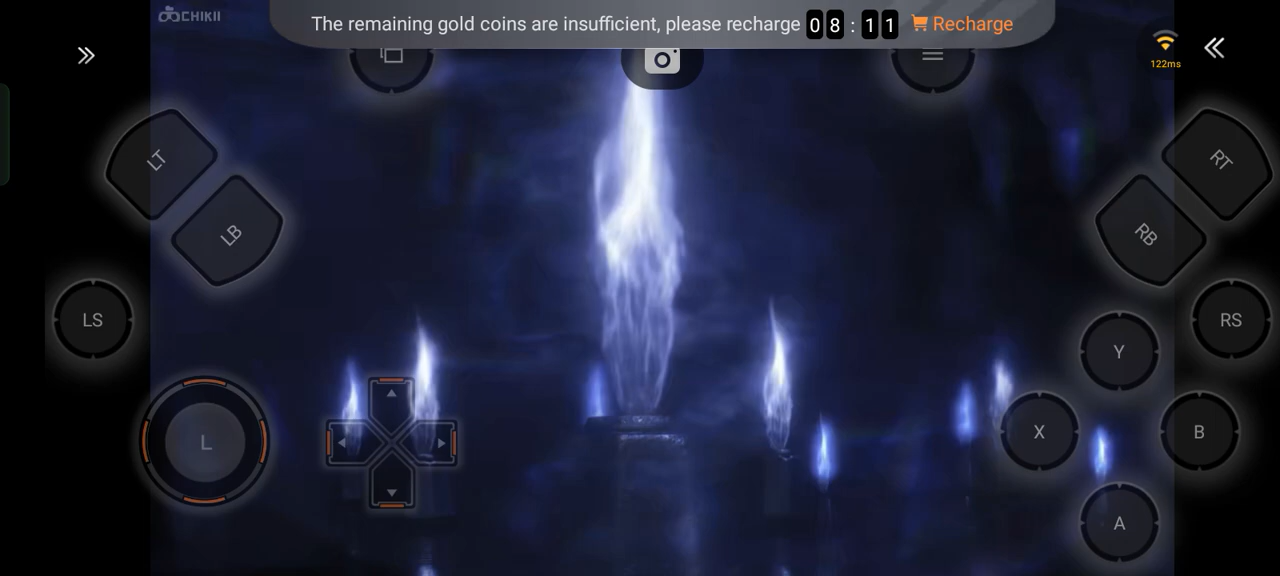 CHIKII
The remaining gold coins are insufficient, please recharge 08:11 Recharge
122ms
LT
RT
LB
RB
LS
RS
Y
L
X
B
A